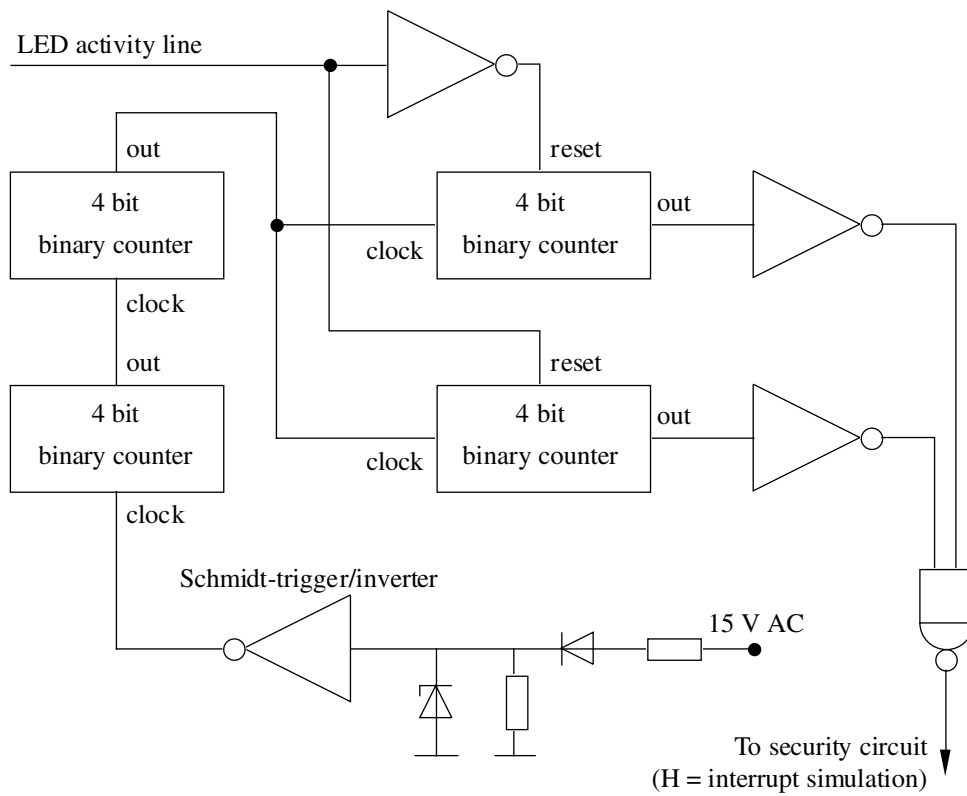 LED activity line
out
reset
4 bit
binary counter
4 bit
binary counter
out
clock
clock
out
reset
4 bit
binary counter
4 bit
binary counter
out
clock
clock
Schmidt-trigger/inverter
15 V AC
To security circuit
(H = interrupt simulation)